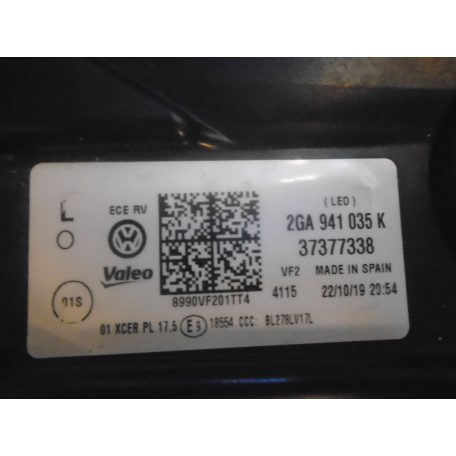 L ECE RV (LED)
O Valeo 2GA 941 035 K
37377338
VF2 MADE IN SPAIN
01S 8990VF201TT4 4115 22/10/19 20:54
01 XCER PL 17.5 E9 18554 CCC: BL278LV17L